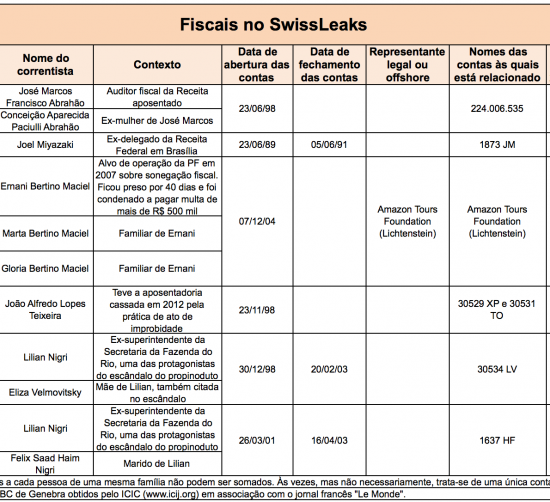 Fiscais no SwissLeaks
Nome do
correntista
Contexto
Data de
abertura das
contas
Data de
fechamento
das contas
Representante
legal ou
offshore
Nomes das
contas às quais
está relacionado
José Marcos
Francisco Abrahão
Auditor fiscal da Receita
aposentado
23/06/98
224.006.535
Conceição Aparecida
Paciulli Abrahão
Ex-mulher de José Marcos
Joel Miyazaki
Ex-delegado da Receita
Federal em Brasília
23/06/89
05/06/91
1873 JM
Ernani Bertino Maciel
Alvo de operação da PF em
2007 sobre sonegação fiscal.
Ficou preso por 40 dias e foi
condenado a pagar multa de
mais de R$ 500 mil
07/12/04
Amazon Tours
Foundation
(Lichtenstein)
Amazon Tours
Foundation
(Lichtenstein)
Marta Bertino Maciel
Familiar de Ernani
Gloria Bertino Maciel
Familiar de Ernani
João Alfredo Lopes
Teixeira
Teve a aposentadoria
cassada em 2012 pela
prática de ato de
improbidade
23/11/98
30529 XP e 30531
TO
Lilian Nigri
Ex-superintendente da
Secretaria da Fazenda do
Rio, uma das protagonistas
do escândalo do propinoduto
30/12/98
20/02/03
30534 LV
Eliza Velmovitsky
Mãe de Lilian, também citada
no escândalo
Lilian Nigri
Ex-superintendente da
Secretaria da Fazenda do
Rio, uma das protagonistas
do escândalo do propinoduto
26/03/01
16/04/03
1637 HF
Felix Saad Haim
Nigri
Marido de Lilian
s a cada pessoa de uma mesma família não podem ser somados. Às vezes, mas não necessariamente, trata-se de uma única conta
BC de Genebra obtidos pelo ICIC (www.icij.org) em associação com o jornal francês "Le Monde".